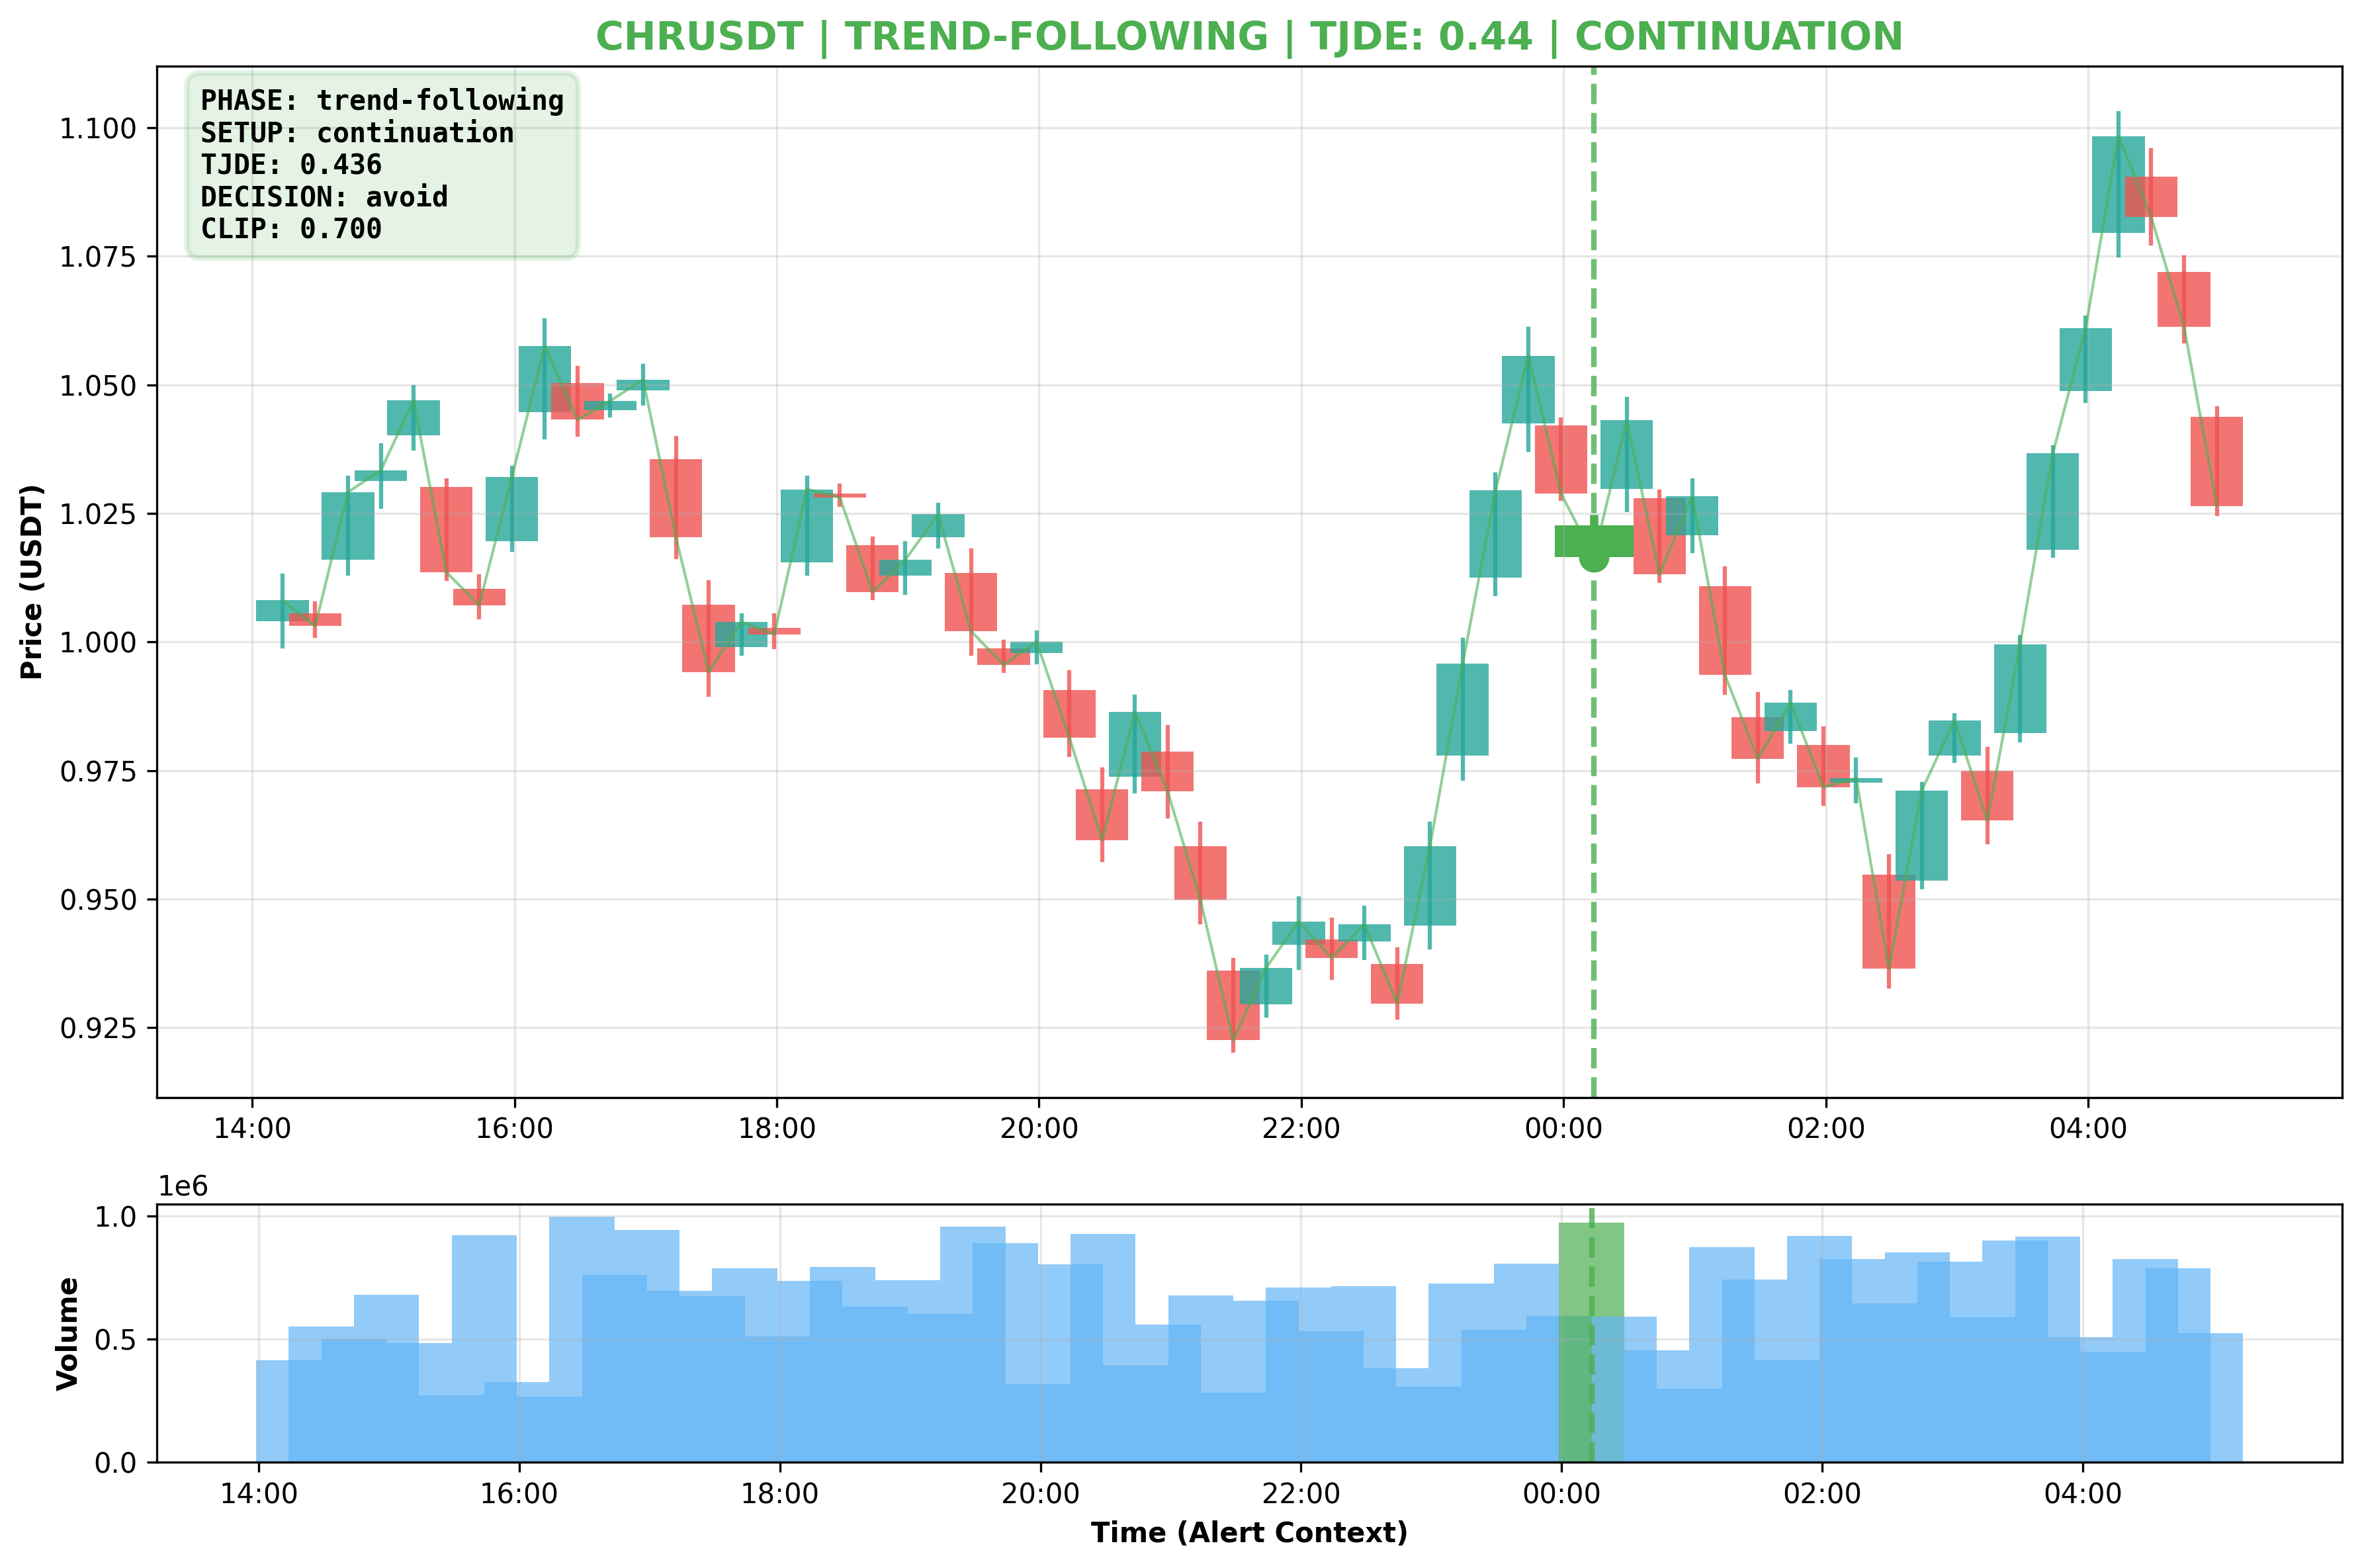 CHRUSDT | TREND-FOLLOWING | TJDE: 0.44 | CONTINUATION
PHASE: trend-following
SETUP: continuation
TJDE: 0.436
DECISION: avoid
CLIP: 0.700
Price (USDT)
1.100
1.075
1.050
1.025
1.000
0.975
0.950
0.925
14:00 16:00 18:00 20:00 22:00 00:00 02:00 04:00
1e6
Volume
1.0
0.5
0.0
14:00 16:00 18:00 20:00 22:00 00:00 02:00 04:00
Time (Alert Context)